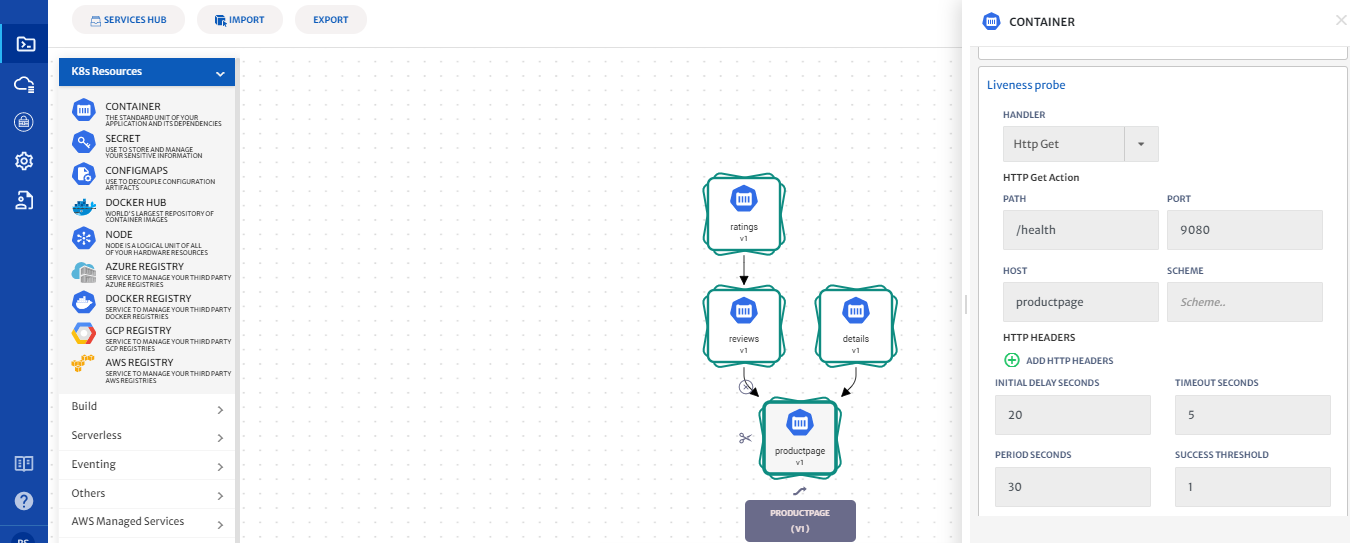 SERVICES HUB
IMPORT
EXPORT
K8s Resources
CONTAINER
THE STANDARD UNIT OF YOUR
APPLICATION AND ITS DEPENDENCIES
SECRET
USE TO STORE AND MANAGE
YOUR SENSITIVE INFORMATION
CONFIGMAPS
USE TO DECOUPLE CONFIGURATION
ARTIFACTS
DOCKER HUB
WORLD'S LARGEST REPOSITORY OF
CONTAINER IMAGES
NODE
NODE IS A LOGICAL UNIT OF ALL
OF YOUR HARDWARE RESOURCES
AZURE REGISTRY
SERVICE TO MANAGE YOUR THIRD PARTY
AZURE REGISTRIES
DOCKER REGISTRY
SERVICE TO MANAGE YOUR THIRD PARTY
DOCKER REGISTRIES
GCP REGISTRY
SERVICE TO MANAGE YOUR THIRD PARTY
GCP REGISTRIES
AWS REGISTRY
SERVICE TO MANAGE YOUR THIRD PARTY
AWS REGISTRIES
Build
Serverless
Eventing
Others
AWS Managed Services
ratings
v1
reviews
v1
details
v1
productpage
v1
PRODUCTPAGE
(V1)
CONTAINER
Liveness probe
HANDLER
Http Get
HTTP Get Action
PATH PORT
/health 9080
HOST SCHEME
productpage Scheme..
HTTP HEADERS
ADD HTTP HEADERS
INITIAL DELAY SECONDS TIMEOUT SECONDS
20 5
PERIOD SECONDS SUCCESS THRESHOLD
30 1